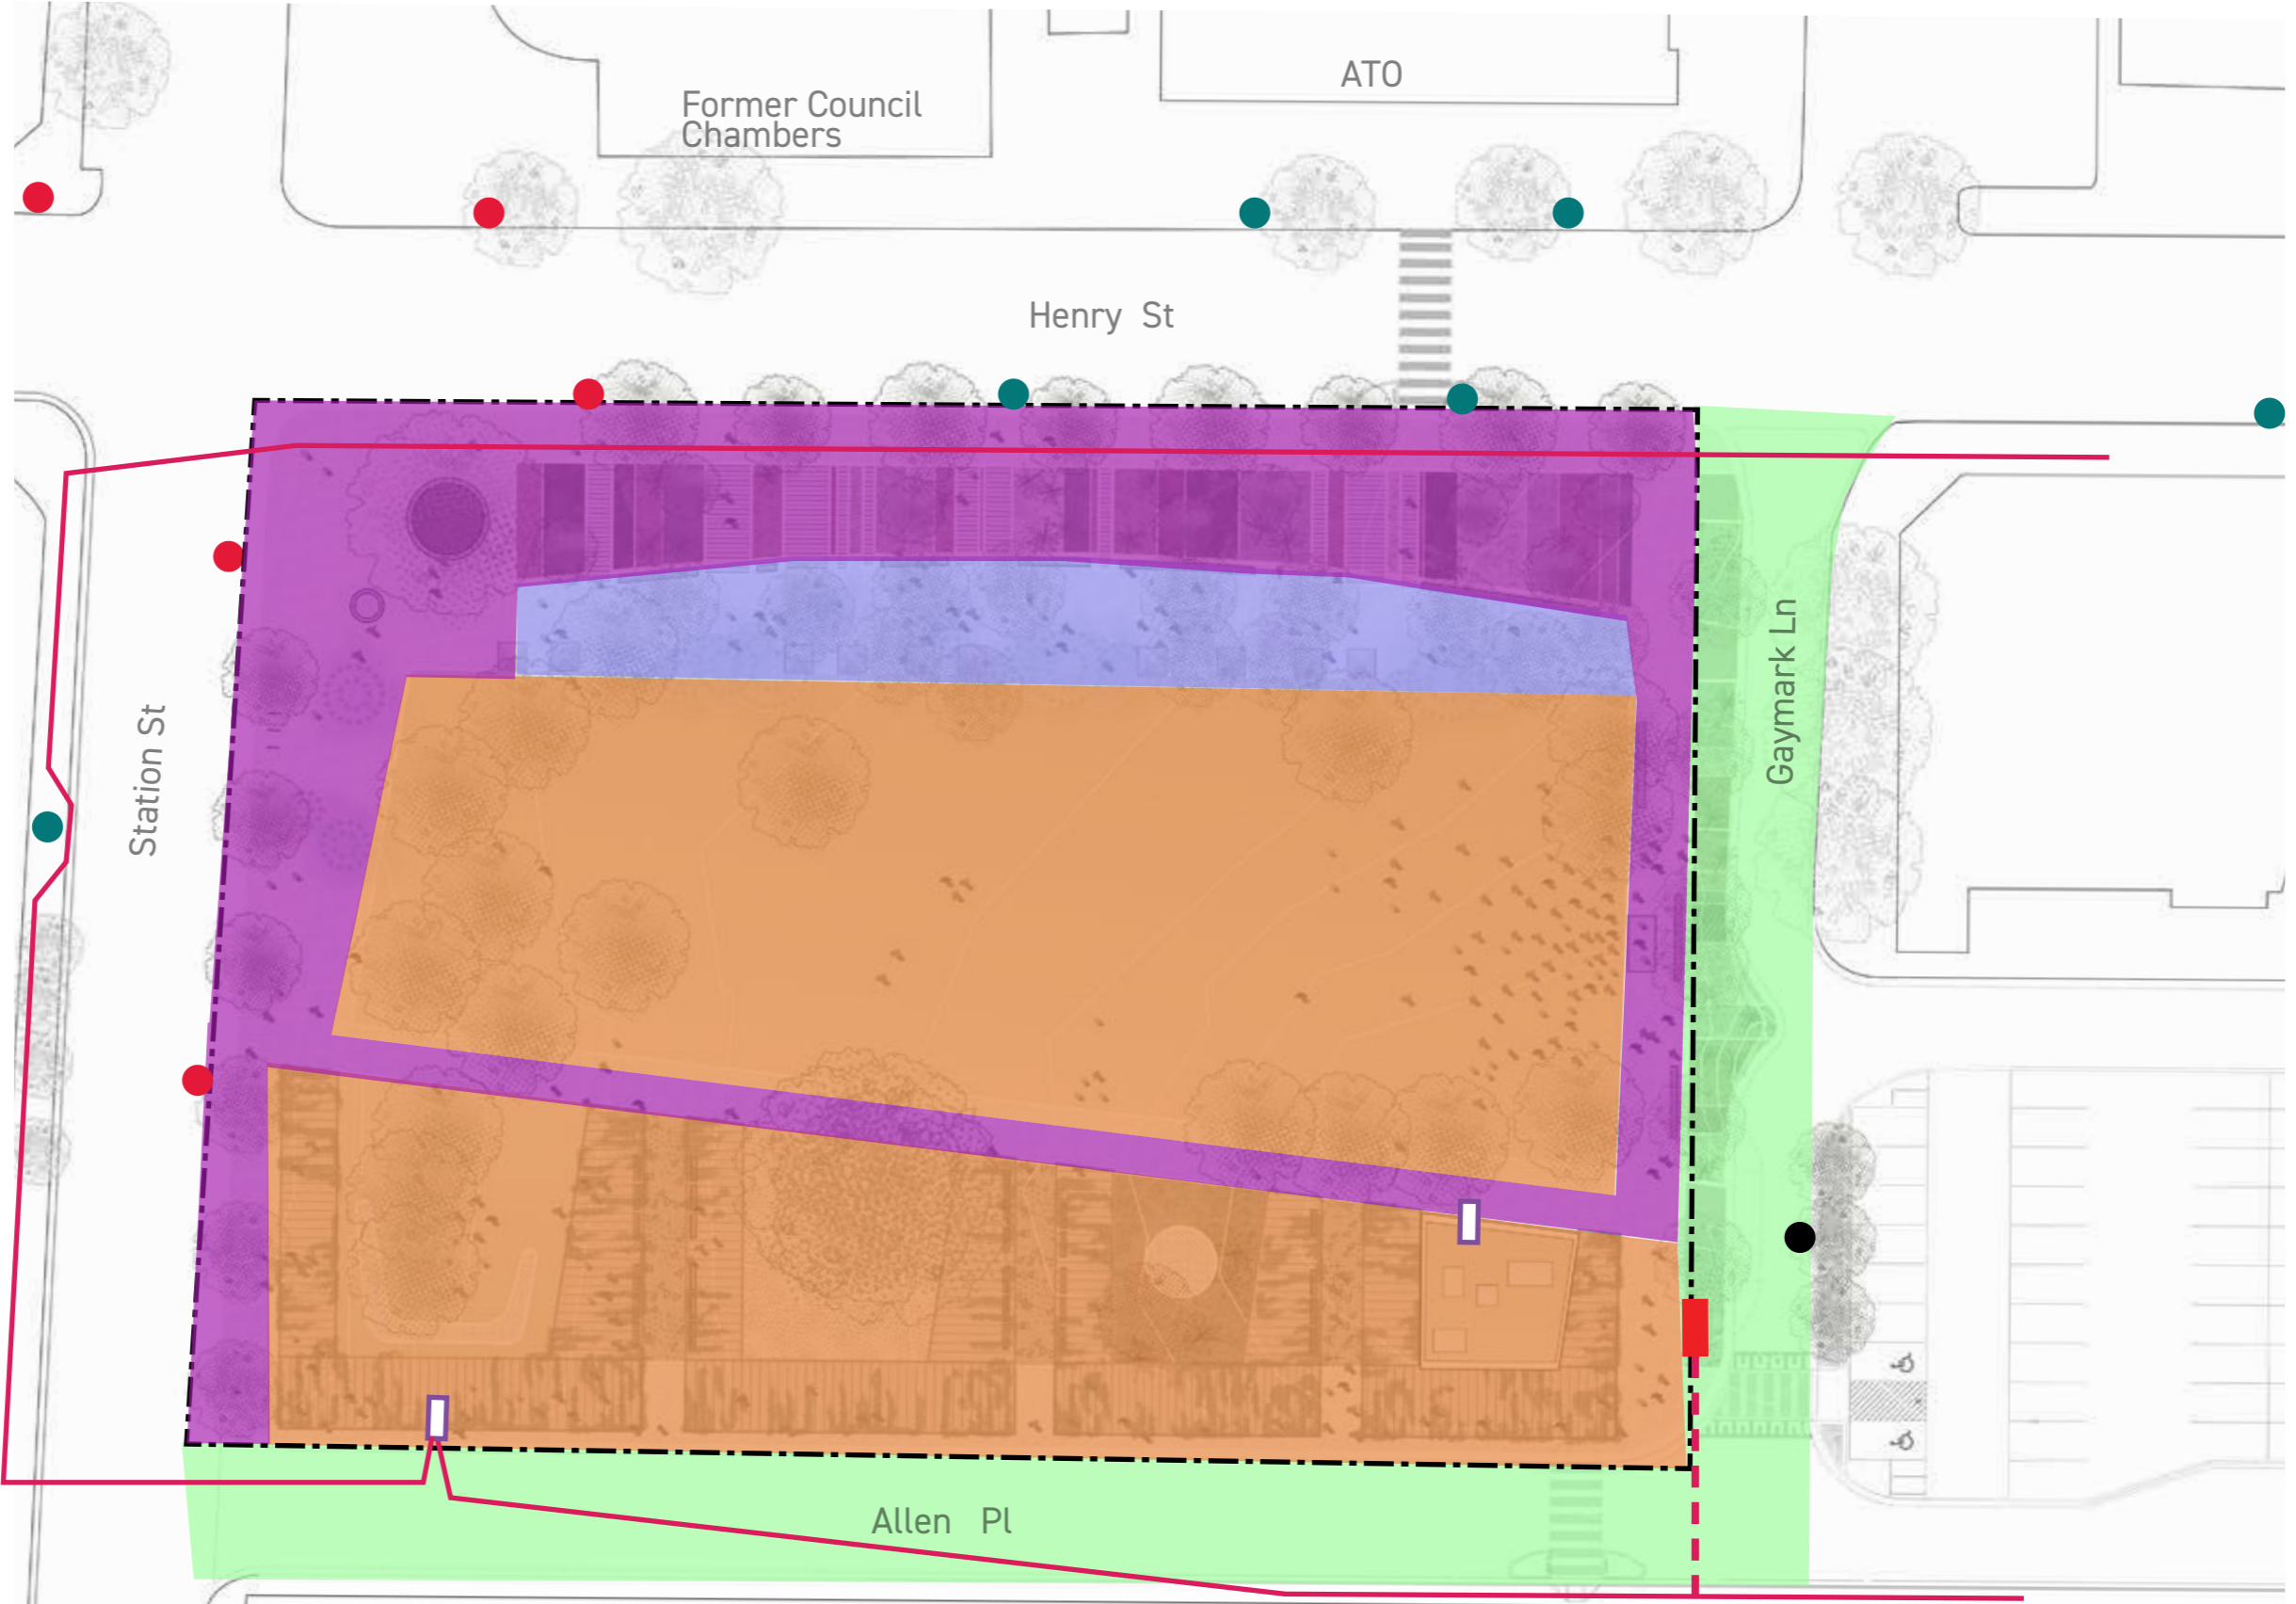 ATO
Former Council
Chambers
Henry St
Station St
Gaymark Ln
Allen Pl